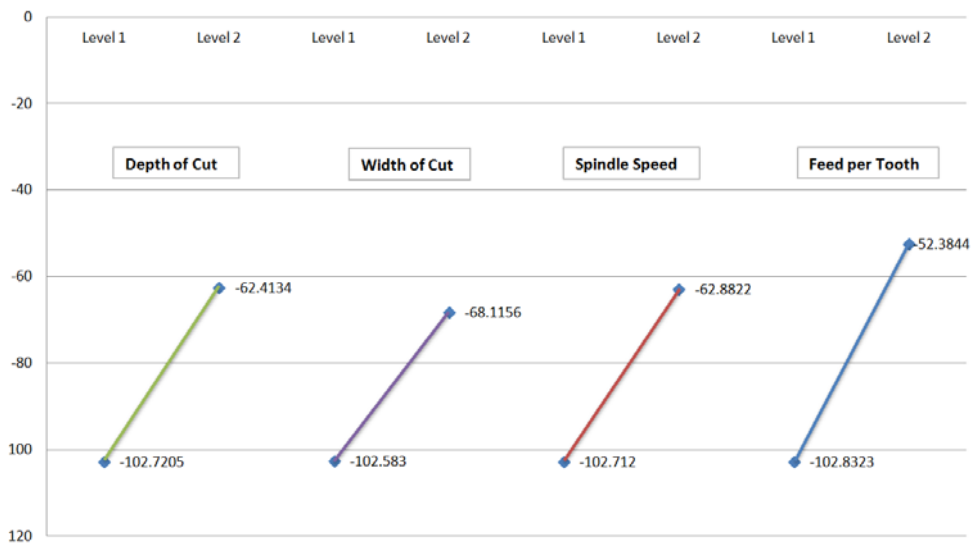 0
Level 1 Level 2 Level 1 Level 2 Level 1 Level 2 Level 1 Level 2
-20
Depth of Cut Width of Cut Spindle Speed Feed per Tooth
-40
-52.3844
-60
-62.4134 -68.1156 -62.8822
-80
100
-102.7205 -102.583 -102.712 -102.8323
120